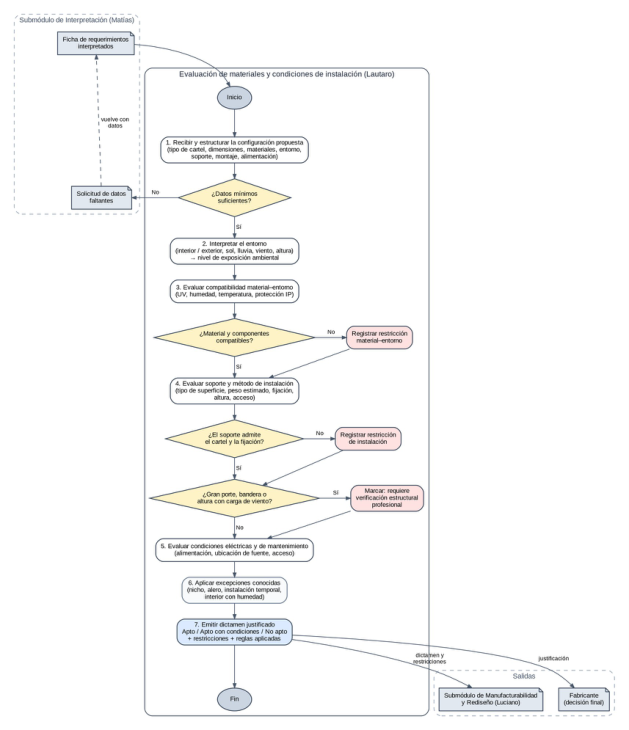 Submódulo de Interpretación (Matías)
Ficha de requerimientos
interpretados
vuelve con
datos
Solicitud de datos
faltantes
Evaluación de materiales y condiciones de instalación (Lautaro)
Inicio
1. Recibir y estructurar la configuración propuesta
(tipo de cartel, dimensiones, materiales, entorno,
soporte, montaje, alimentación)
No
¿Datos mínimos
suficientes?
Sí
2. Interpretar el entorno
(interior / exterior, sol, lluvia, viento, altura)
→ nivel de exposición ambiental
3. Evaluar compatibilidad material–entorno
(UV, humedad, temperatura, protección IP)
¿Material y componentes
compatibles?
No
Registrar restricción
material–entorno
Sí
4. Evaluar soporte y método de instalación
(tipo de superficie, peso estimado, fijación,
altura, acceso)
¿El soporte admite
el cartel y la fijación?
No
Registrar restricción
de instalación
Sí
¿Gran porte, bandera o
altura con carga de viento?
Sí
Marcar: requiere
verificación estructural
profesional
No
5. Evaluar condiciones eléctricas y de mantenimiento
(alimentación, ubicación de fuente, acceso)
6. Aplicar excepciones conocidas
(nicho, alero, instalación temporal,
interior con humedad)
7. Emitir dictamen justificado
Apto / Apto con condiciones / No apto
+ restricciones + reglas aplicadas
dictamen y
restricciones
justificación
Fin
Salidas
Submódulo de Manufacturabilidad
y Rediseño (Luciano)
Fabricante
(decisión final)